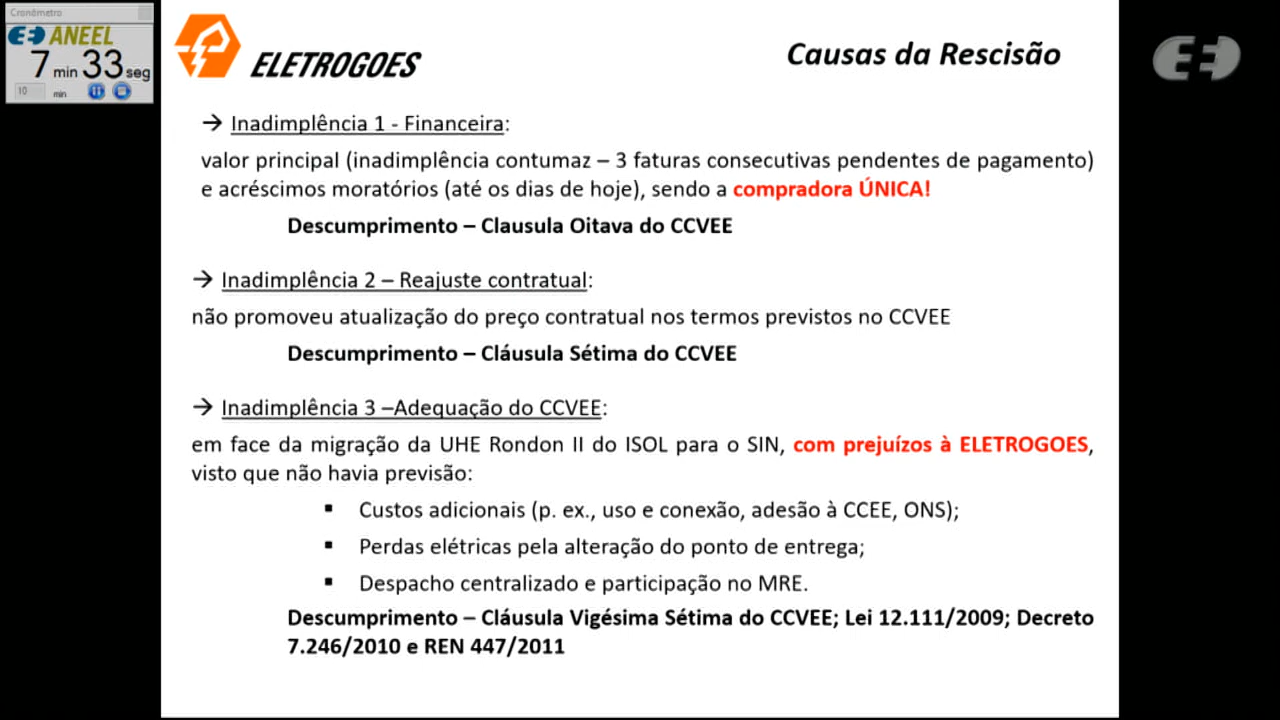 Cronômetro
ANEEL
7 min 33 seg
10 min
ELETROGOES
Causas da Rescisão
→ Inadimplência 1 - Financeira:
valor principal (inadimplência contumaz – 3 faturas consecutivas pendentes de pagamento)
e acréscimos moratórios (até os dias de hoje), sendo a compradora ÚNICA!
Descumprimento – Clausula Oitava do CCVEE
→ Inadimplência 2 – Reajuste contratual:
não promoveu atualização do preço contratual nos termos previstos no CCVEE
Descumprimento – Cláusula Sétima do CCVEE
→ Inadimplência 3 –Adequação do CCVEE:
em face da migração da UHE Rondon II do ISOL para o SIN, com prejuízos à ELETROGOES,
visto que não havia previsão:
▪ Custos adicionais (p. ex., uso e conexão, adesão à CCEE, ONS);
▪ Perdas elétricas pela alteração do ponto de entrega;
▪ Despacho centralizado e participação no MRE.
Descumprimento – Cláusula Vigésima Sétima do CCVEE; Lei 12.111/2009; Decreto
7.246/2010 e REN 447/2011